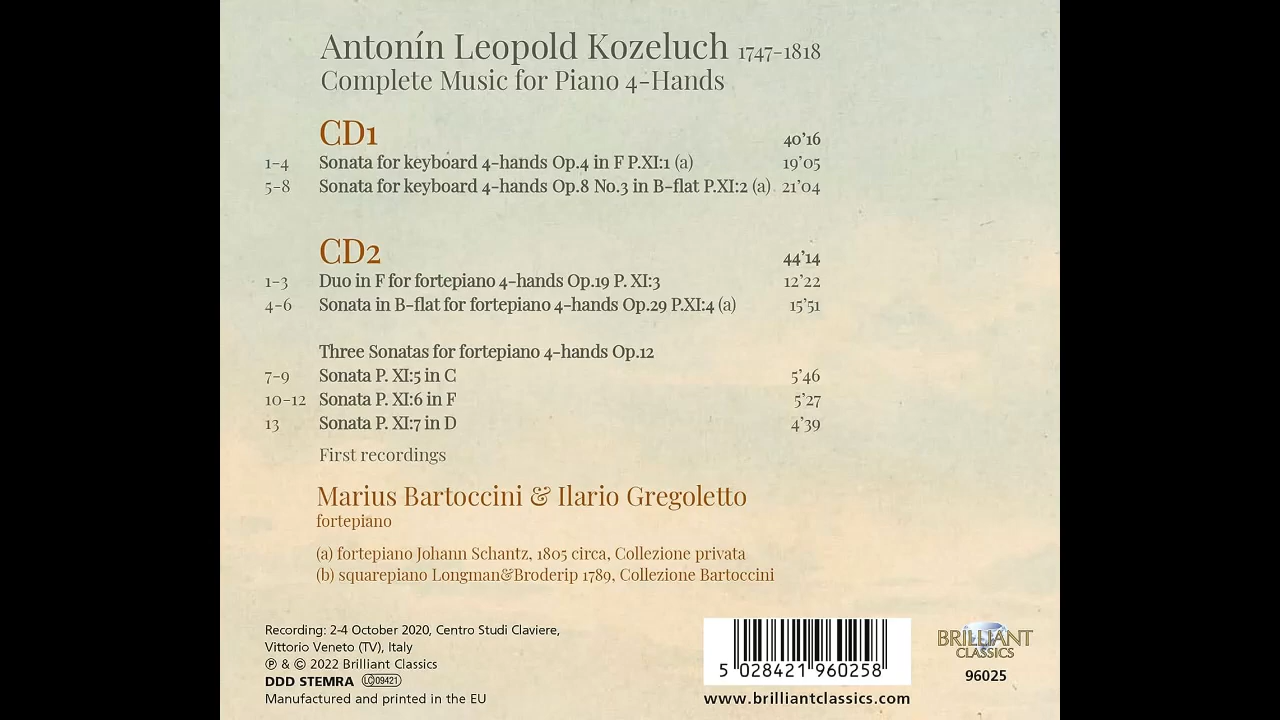 Antonín Leopold Kozeluch 1747-1818
Complete Music for Piano 4-Hands
CD1 40’16
1-4 Sonata for keyboard 4-hands Op.4 in F P.XI:1 (a) 19’05
5-8 Sonata for keyboard 4-hands Op.8 No.3 in B-flat P.XI:2 (a) 21’04
CD2 44’14
1-3 Duo in F for fortepiano 4-hands Op.19 P. XI:3 12’22
4-6 Sonata in B-flat for fortepiano 4-hands Op.29 P.XI:4 (a) 15’51
Three Sonatas for fortepiano 4-hands Op.12
7-9 Sonata P. XI:5 in C 5’46
10-12 Sonata P. XI:6 in F 5’27
13 Sonata P. XI:7 in D 4’39
First recordings
Marius Bartoccini & Ilario Gregoletto
fortepiano
(a) fortepiano Johann Schantz, 1805 circa, Collezione privata
(b) squarepiano Longman&Broderip 1789, Collezione Bartoccini
Recording: 2-4 October 2020, Centro Studi Claviere,
Vittorio Veneto (TV), Italy
℗ & © 2022 Brilliant Classics
DDD STEMRA LC 09421
Manufactured and printed in the EU
5 028421 960258
www.brilliantclassics.com
BRILLIANT
CLASSICS
96025